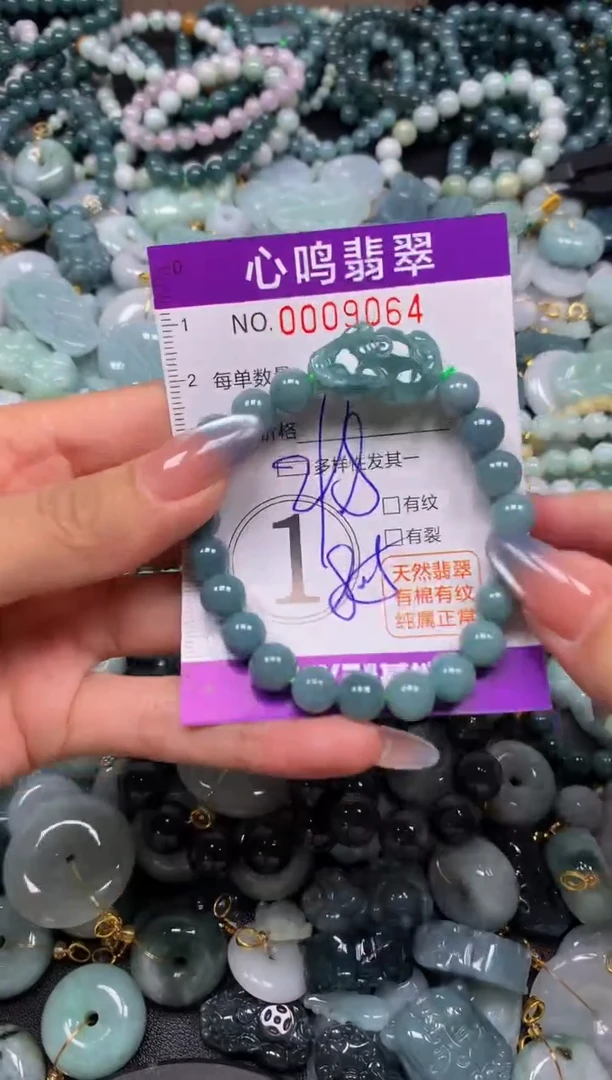 心鸣翡翠
0
1
NO.0009064
2
每单数
价格
多样性发其一
□有纹
□有裂
1
天然翡翠
有棉有纹
纯属正常